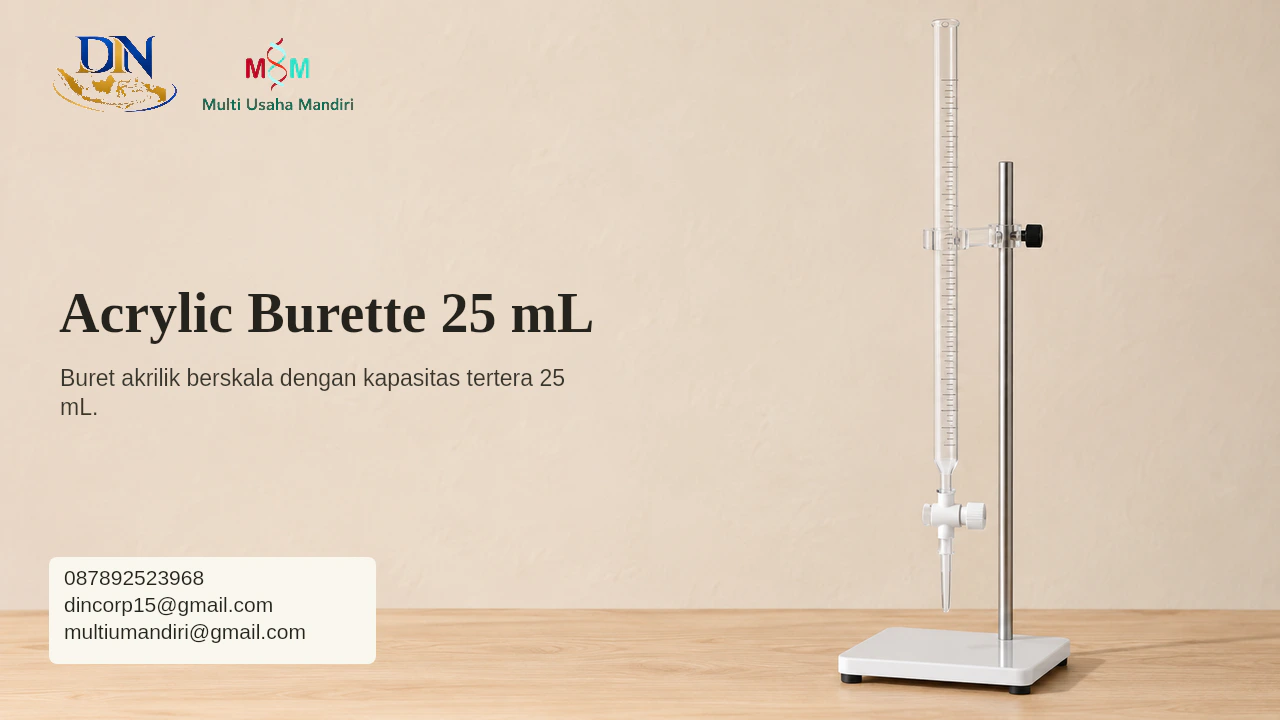 DIN
MSM
Multi Usaha Mandiri
Acrylic Burette 25 mL
Buret akrilik berskala dengan kapasitas tertera 25
mL.
087892523968
dincorp15@gmail.com
multiumandiri@gmail.com